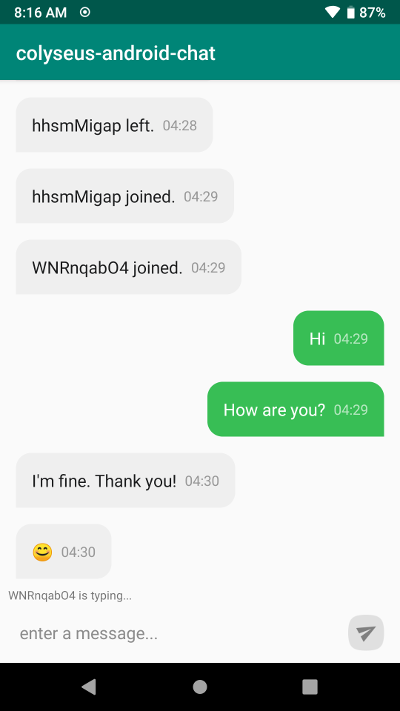 8:16 AM 87%
colyseus-android-chat
hhsmMigap left. 04:28
hhsmMigap joined. 04:29
WNRnqabO4 joined. 04:29
Hi 04:29
How are you? 04:29
I'm fine. Thank you! 04:30
😊 04:30
WNRnqabO4 is typing...
enter a message...